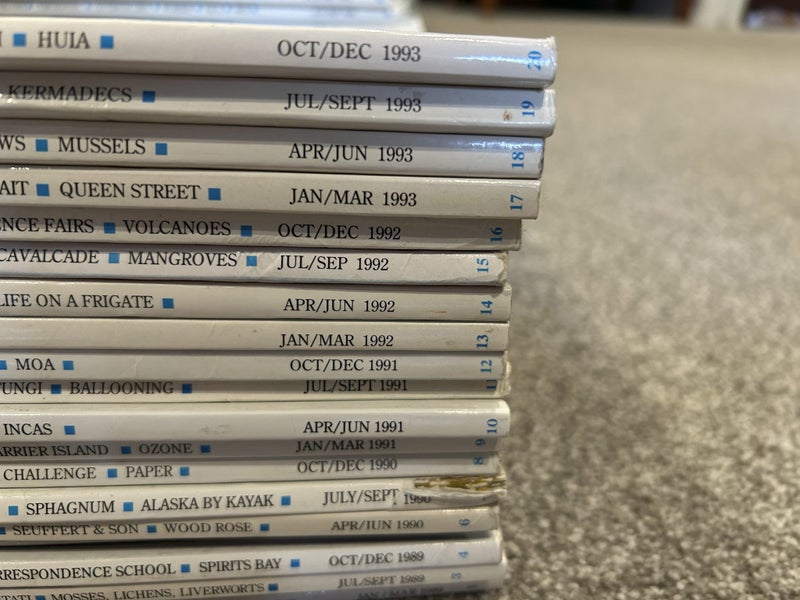 ■ HUIA ■ OCT/DEC 1993 20
KERMADECS ■ JUL/SEPT 1993 19
WS ■ MUSSELS ■ APR/JUN 1993 18
AIT ■ QUEEN STREET ■ JAN/MAR 1993 17
ENCE FAIRS ■ VOLCANOES ■ OCT/DEC 1992 16
CAVALCADE ■ MANGROVES ■ JUL/SEP 1992 15
LIFE ON A FRIGATE ■ APR/JUN 1992 14
JAN/MAR 1992 13
■ MOA ■ OCT/DEC 1991 12
FUNGI ■ BALLOONING ■ JUL/SEPT 1991 11
INCAS ■ APR/JUN 1991 10
ARRIER ISLAND ■ OZONE ■ JAN/MAR 1991 9
CHALLENGE ■ PAPER ■ OCT/DEC 1990 8
■ SPHAGNUM ■ ALASKA BY KAYAK ■ JULY/SEPT 1990
■ SEUFFERT & SON ■ WOOD ROSE ■ APR/JUN 1990 6
RRESPONDENCE SCHOOL ■ SPIRITS BAY ■ OCT/DEC 1989 4
TATI ■ MOSSES, LICHENS, LIVERWORTS ■ JUL/SEPT 1989 3